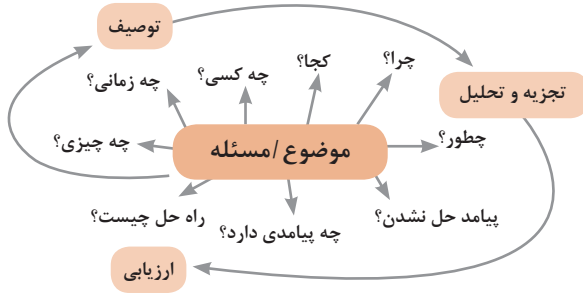 توصیف
چرا؟
کجا؟
چه کسی؟
چه زمانی؟
تجزیه و تحلیل
چطور؟
موضوع/مسئله
چه چیزی؟
پیامد حل نشدن؟
چه پیامدی دارد؟
راه حل چیست؟
ارزیابی